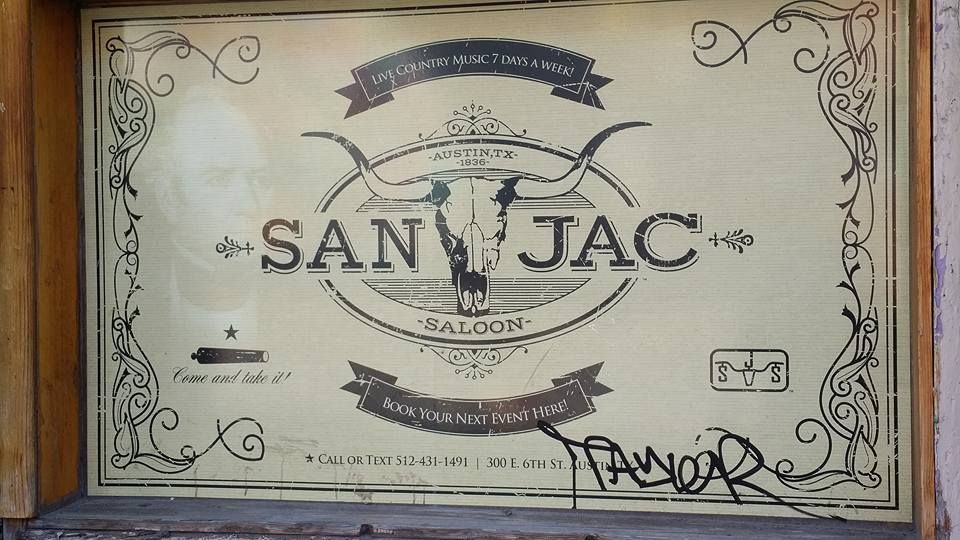 LIVE COUNTRY MUSIC 7 DAYS A WEEK!
-AUSTIN, TX-
-1836-
SAN JAC
-SALOON-
Come and take it!
S J S
BOOK YOUR NEXT EVENT HERE!
★ CALL OR TEXT 512-431-1491 | 300 E. 6TH ST. AUSTIN